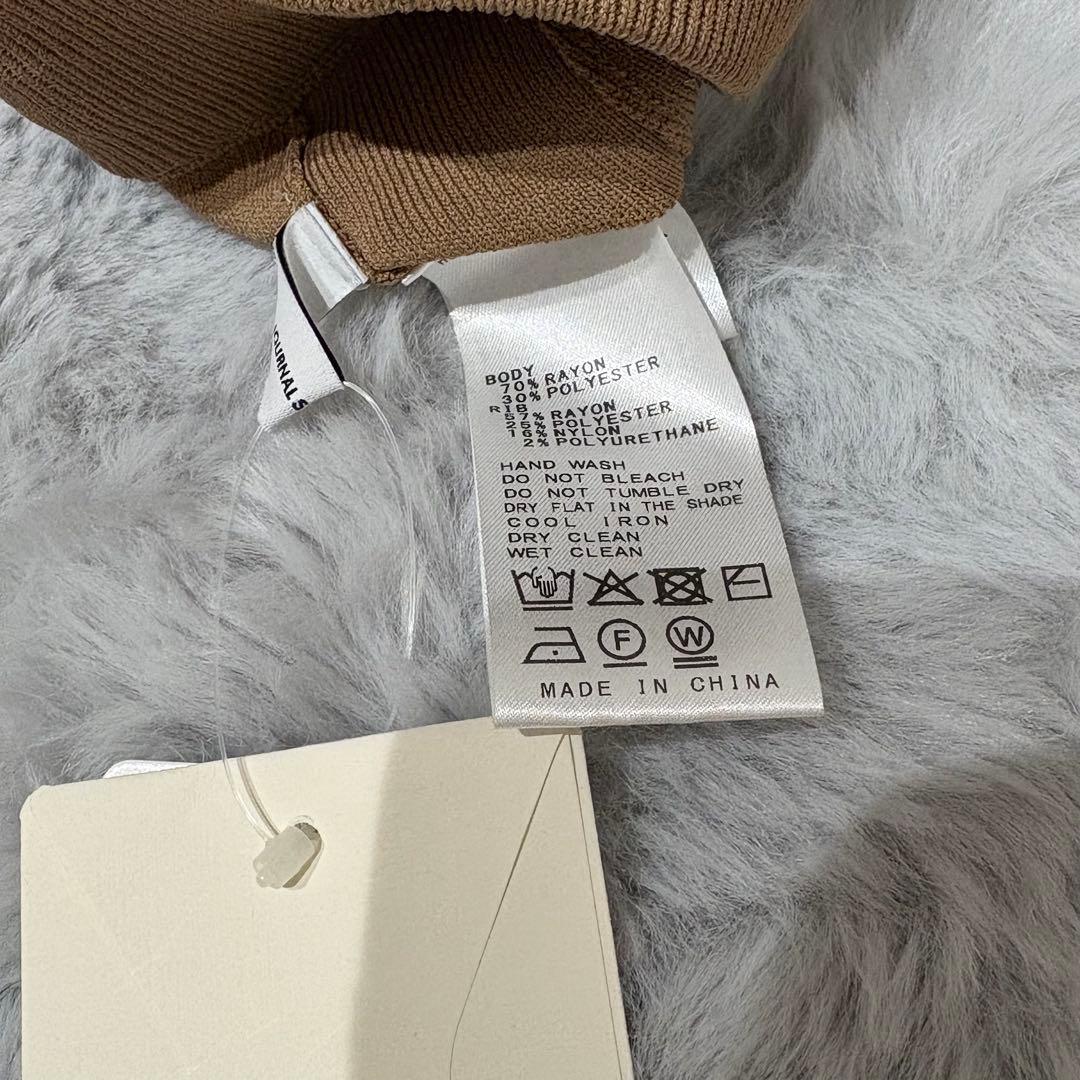 JOURNALS
BODY
70% RAYON
30% POLYESTER
RIB
57% RAYON
25% POLYESTER
16% NYLON
2% POLYURETHANE
HAND WASH
DO NOT BLEACH
DO NOT TUMBLE DRY
DRY FLAT IN THE SHADE
COOL IRON
DRY CLEAN
WET CLEAN
F
W
MADE IN CHINA